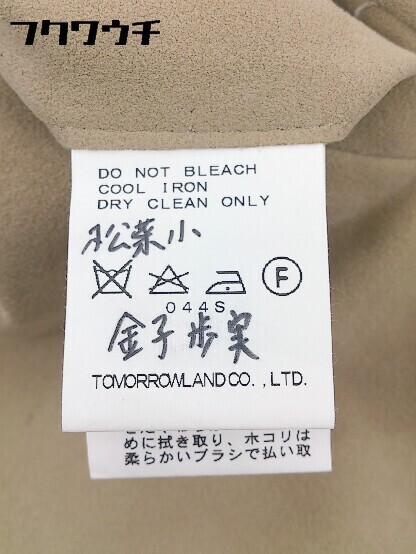 フクワウチ
DO NOT BLEACH
COOL IRON
DRY CLEAN ONLY
松葉小
F
044S
金子歩実
TOMORROWLAND CO., LTD.
めに拭き取り、ホコリは
柔らかいブラシで払い取